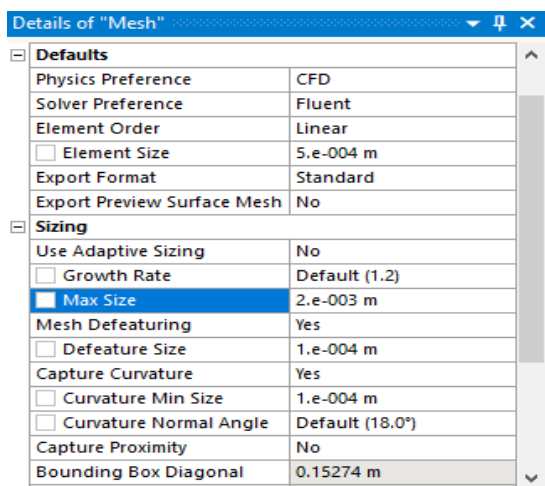 Details of "Mesh"
Defaults
Physics Preference CFD
Solver Preference Fluent
Element Order Linear
Element Size 5.e-004 m
Export Format Standard
Export Preview Surface Mesh No
Sizing
Use Adaptive Sizing No
Growth Rate Default (1.2)
Max Size 2.e-003 m
Mesh Defeaturing Yes
Defeature Size 1.e-004 m
Capture Curvature Yes
Curvature Min Size 1.e-004 m
Curvature Normal Angle Default (18.0°)
Capture Proximity No
Bounding Box Diagonal 0.15274 m